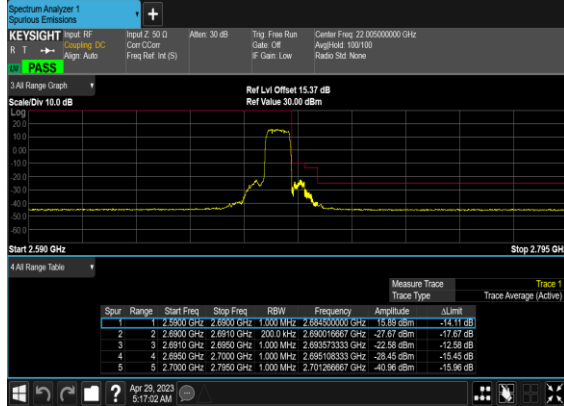 Spectrum Analyzer 1
Spurious Emissions
+
KEYSIGHT Input: RF Input Z: 50 Ω Atten: 30 dB Trig: Free Run Center Freq: 22.005000000 GHz
R T Coupling: DC Corr CCorr Gate: Off Avg|Hold: 100/100
Align: Auto Freq Ref: Int (S) IF Gain: Low Radio Std: None
PASS
3 All Range Graph
Ref Lvl Offset 15.37 dB
Scale/Div 10.0 dB Ref Value 30.00 dBm
Log
20.0
10.0
0.00
-10.0
-20.0
-30.0
-40.0
-50.0
-60.0
Start 2.590 GHz Stop 2.795 GH
4 All Range Table
Measure Trace Trace 1
Trace Type Trace Average (Active)
Spur Range Start Freq Stop Freq RBW Frequency Amplitude ΔLimit
1 1 2.5900 GHz 2.6900 GHz 1.000 MHz 2.684500000 GHz 15.89 dBm -14.11 dB
2 2 2.6900 GHz 2.6910 GHz 200.0 kHz 2.690016667 GHz -27.67 dBm -17.67 dB
3 3 2.6910 GHz 2.6950 GHz 1.000 MHz 2.693573333 GHz -22.58 dBm -12.58 dB
4 4 2.6950 GHz 2.7000 GHz 1.000 MHz 2.695108333 GHz -28.45 dBm -15.45 dB
5 5 2.7000 GHz 2.7950 GHz 1.000 MHz 2.701266667 GHz -40.96 dBm -15.96 dB
? Apr 29, 2023
5:17:02 AM